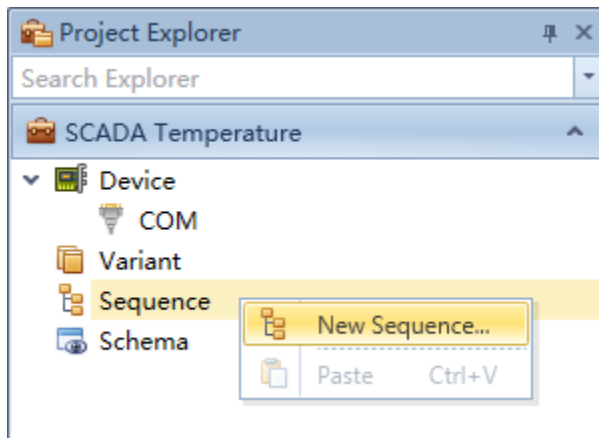 Project Explorer
Search Explorer
SCADA Temperature
Device
COM
Variant
Sequence
New Sequence...
Schema
Paste Ctrl+V